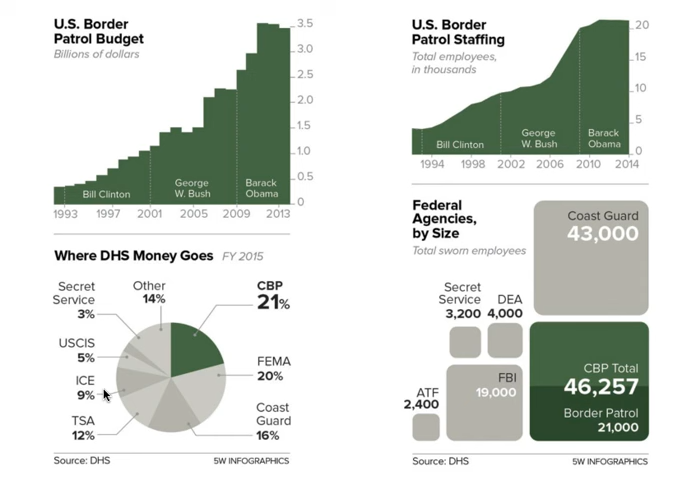 U.S. Border
Patrol Budget
Billions of dollars
3.5
3.0
2.5
2.0
1.5
1.0
0.5
0
Bill Clinton
George
W. Bush
Barack
Obama
1993
1997
2001
2005
2009
2013
U.S. Border
Patrol Staffing
Total employees,
in thousands
20
15
10
5
0
Bill Clinton
George
W. Bush
Barack
Obama
1994
1998
2002
2006
2010
2014
Where DHS Money Goes FY 2015
Secret
Service
3%
Other
14%
CBP
21%
USCIS
5%
FEMA
20%
ICE
9%
TSA
12%
Coast
Guard
16%
Source: DHS
5W INFOGRAPHICS
Federal
Agencies,
by Size
Total sworn employees
Coast Guard
43,000
Secret
Service
3,200
DEA
4,000
ATF
2,400
FBI
19,000
CBP Total
46,257
Border Patrol
21,000
Source: DHS
5W INFOGRAPHICS